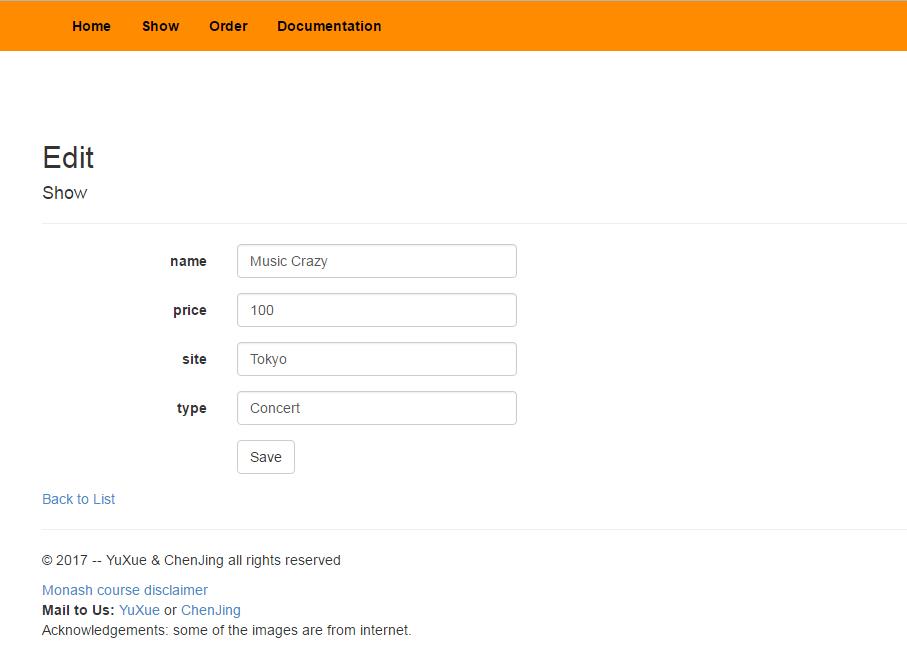 Home Show Order Documentation
Edit
Show
name Music Crazy
price 100
site Tokyo
type Concert
Save
Back to List
© 2017 -- YuXue & ChenJing all rights reserved
Monash course disclaimer
Mail to Us: YuXue or ChenJing
Acknowledgements: some of the images are from internet.